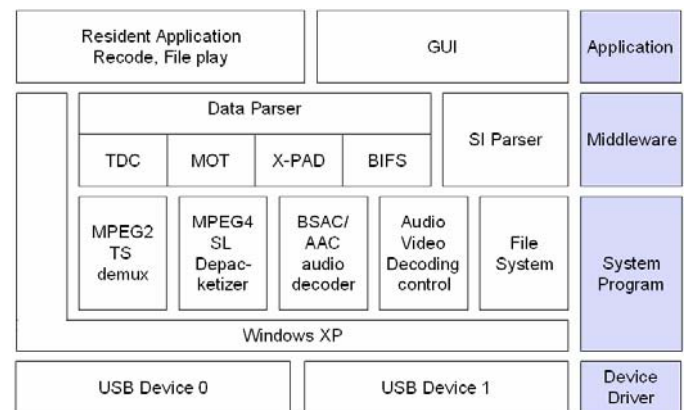 Resident Application
Recode, File play
GUI
Application
Data Parser
TDC
MOT
X-PAD
BIFS
SI Parser
Middleware
MPEG2
TS
demux
MPEG4
SL
Depac-
ketizer
BSAC/
AAC
audio
decoder
Audio
Video
Decoding
control
File
System
System
Program
Windows XP
USB Device 0
USB Device 1
Device
Driver